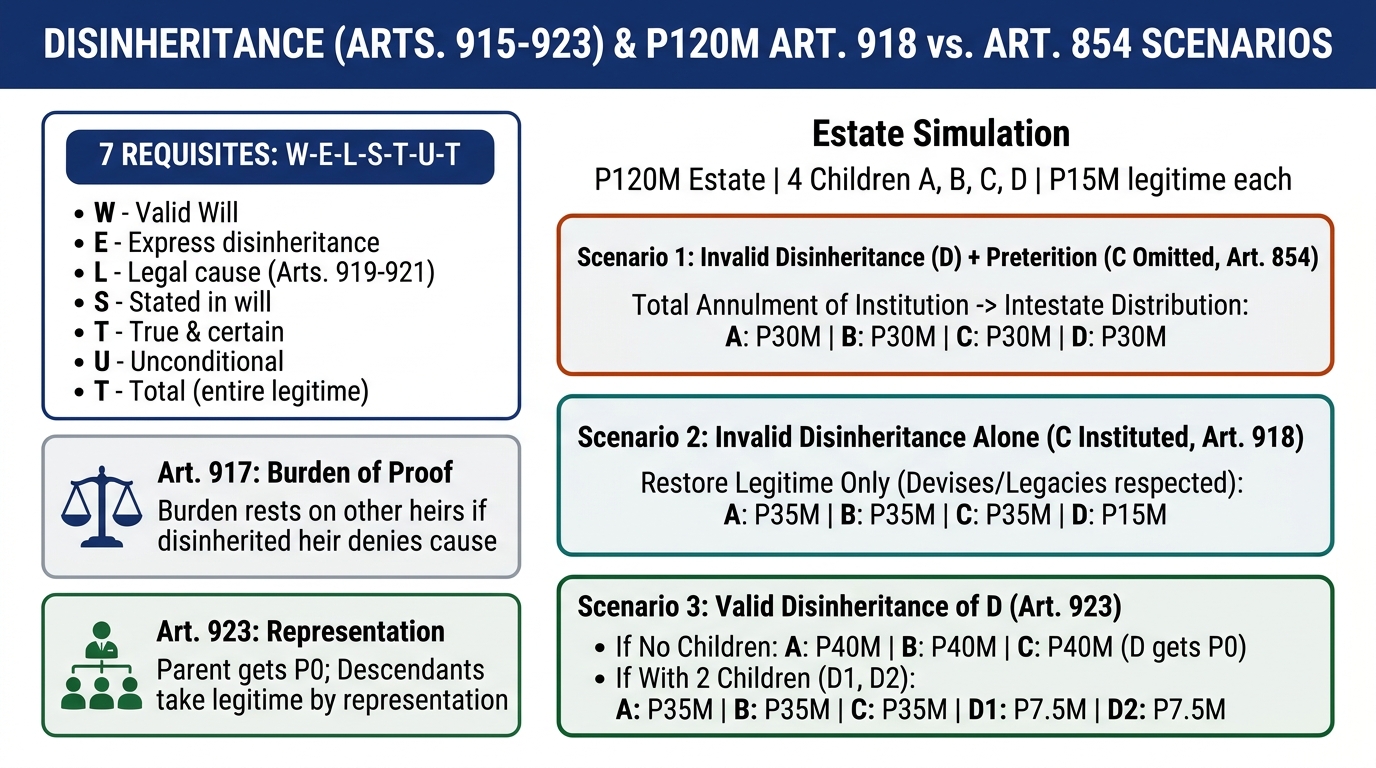 DISINHERITANCE (ARTS. 915-923) & P120M ART. 918 vs. ART. 854 SCENARIOS
7 REQUISITES: W-E-L-S-T-U-T
• W - Valid Will
• E - Express disinheritance
• L - Legal cause (Arts. 919-921)
• S - Stated in will
• T - True & certain
• U - Unconditional
• T - Total (entire legitime)
Art. 917: Burden of Proof
Burden rests on other heirs if
disinherited heir denies cause
Art. 923: Representation
Parent gets P0; Descendants
take legitime by representation
Estate Simulation
P120M Estate | 4 Children A, B, C, D | P15M legitime each
Scenario 1: Invalid Disinheritance (D) + Preterition (C Omitted, Art. 854)
Total Annulment of Institution -> Intestate Distribution:
A: P30M | B: P30M | C: P30M | D: P30M
Scenario 2: Invalid Disinheritance Alone (C Instituted, Art. 918)
Restore Legitime Only (Devises/Legacies respected):
A: P35M | B: P35M | C: P35M | D: P15M
Scenario 3: Valid Disinheritance of D (Art. 923)
• If No Children: A: P40M | B: P40M | C: P40M (D gets P0)
• If With 2 Children (D1, D2):
A: P35M | B: P35M | C: P35M | D1: P7.5M | D2: P7.5M